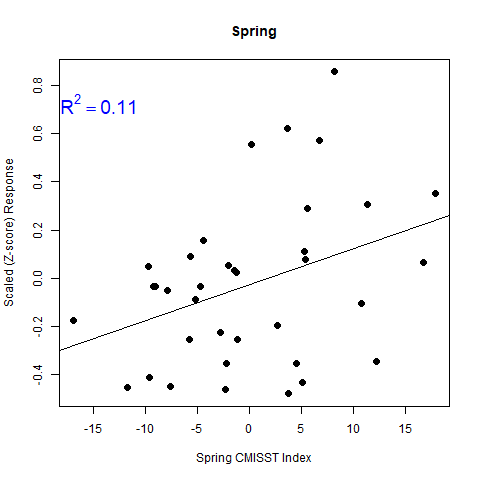 Spring
R² = 0.11
Scaled (Z-score) Response
0.8
0.6
0.4
0.2
0.0
-0.2
-0.4
-15 -10 -5 0 5 10 15
Spring CMISST Index